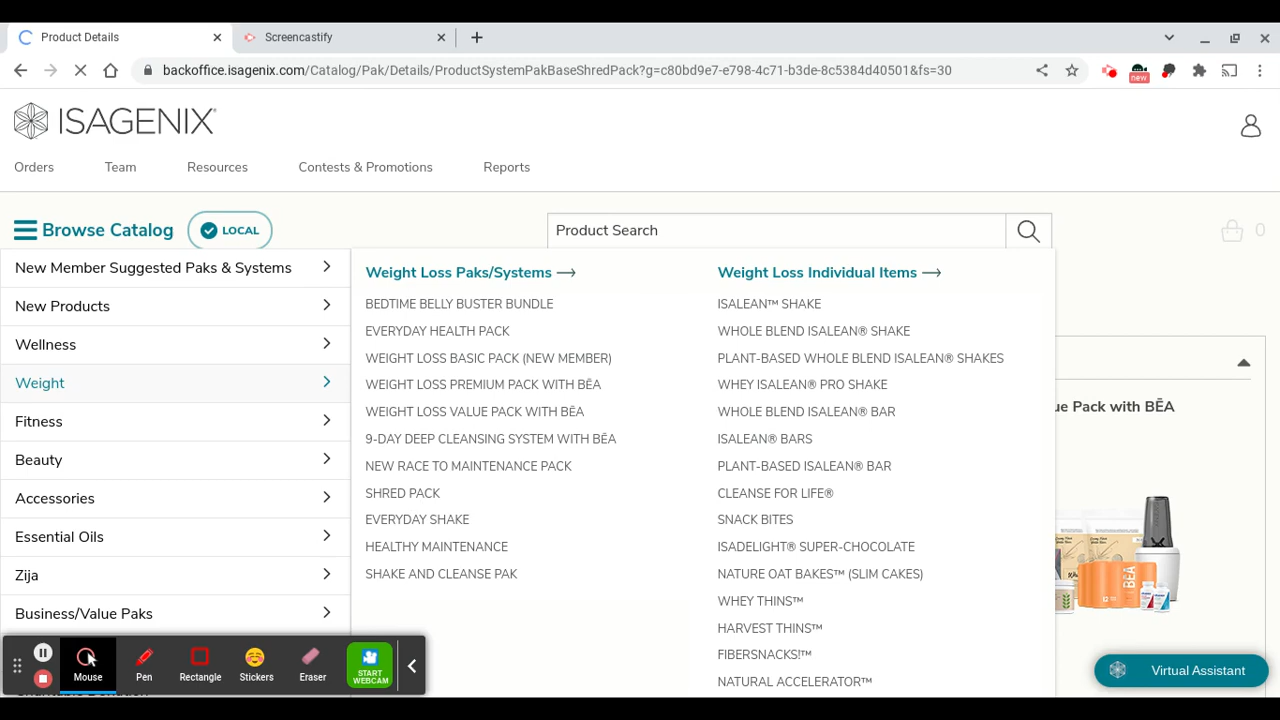 Product Details
Screencastify
backoffice.isagenix.com/Catalog/Pak/Details/ProductSystemPakBaseShredPack?g=c80bd9e7-e798-4c71-b3de-8c5384d40501&fs=30
new
ISAGENIX
Orders Team Resources Contests & Promotions Reports
Browse Catalog LOCAL Product Search 0
New Member Suggested Paks & Systems
New Products
Wellness
Weight
Fitness
Beauty
Accessories
Essential Oils
Zija
Business/Value Paks
Weight Loss Paks/Systems
BEDTIME BELLY BUSTER BUNDLE
EVERYDAY HEALTH PACK
WEIGHT LOSS BASIC PACK (NEW MEMBER)
WEIGHT LOSS PREMIUM PACK WITH BĒA
WEIGHT LOSS VALUE PACK WITH BĒA
9-DAY DEEP CLEANSING SYSTEM WITH BĒA
NEW RACE TO MAINTENANCE PACK
SHRED PACK
EVERYDAY SHAKE
HEALTHY MAINTENANCE
SHAKE AND CLEANSE PAK
Weight Loss Individual Items
ISALEAN™ SHAKE
WHOLE BLEND ISALEAN® SHAKE
PLANT-BASED WHOLE BLEND ISALEAN® SHAKES
WHEY ISALEAN® PRO SHAKE
WHOLE BLEND ISALEAN® BAR
ISALEAN® BARS
PLANT-BASED ISALEAN® BAR
CLEANSE FOR LIFE®
SNACK BITES
ISADELIGHT® SUPER-CHOCOLATE
NATURE OAT BAKES™ (SLIM CAKES)
WHEY THINS™
HARVEST THINS™
FIBERSNACKS!™
NATURAL ACCELERATOR™
ue Pack with BĒA
BĒA
Mouse Pen Rectangle Stickers Eraser
START
WEBCAM
Virtual Assistant